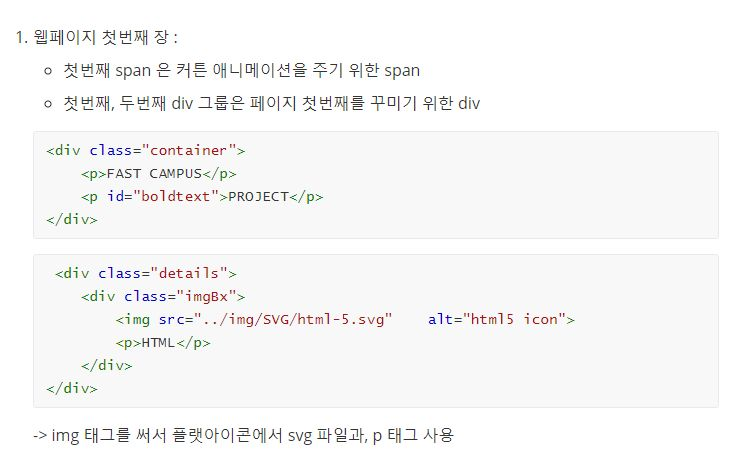 1. 웹페이지 첫번째 장 :
첫번째 span 은 커튼 애니메이션을 주기 위한 span
첫번째, 두번째 div 그룹은 페이지 첫번째를 꾸미기 위한 div
<div class="container">
<p>FAST CAMPUS</p>
<p id="boldtext">PROJECT</p>
</div>
<div class="details">
<div class="imgBx">
<img src="../img/SVG/html-5.svg" alt="html5 icon">
<p>HTML</p>
</div>
</div>
-> img 태그를 써서 플랫아이콘에서 svg 파일과, p 태그 사용